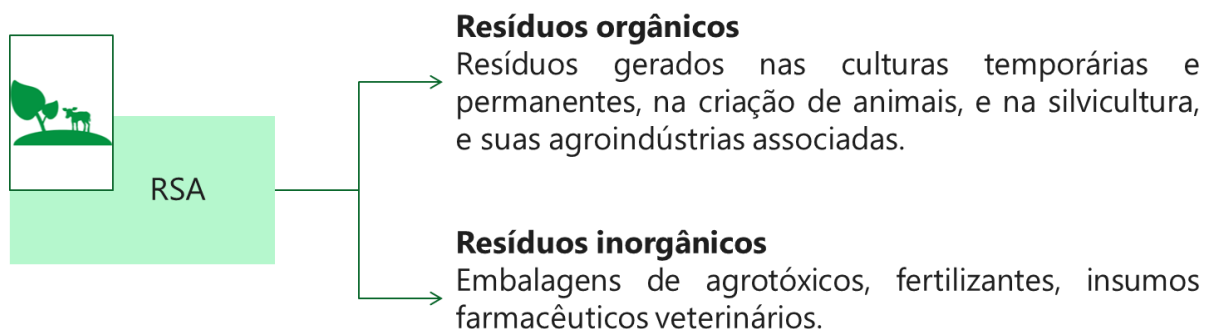 RSA
Resíduos orgânicos
Resíduos gerados nas culturas temporárias e
permanentes, na criação de animais, e na silvicultura,
e suas agroindústrias associadas.
Resíduos inorgânicos
Embalagens de agrotóxicos, fertilizantes, insumos
farmacêuticos veterinários.